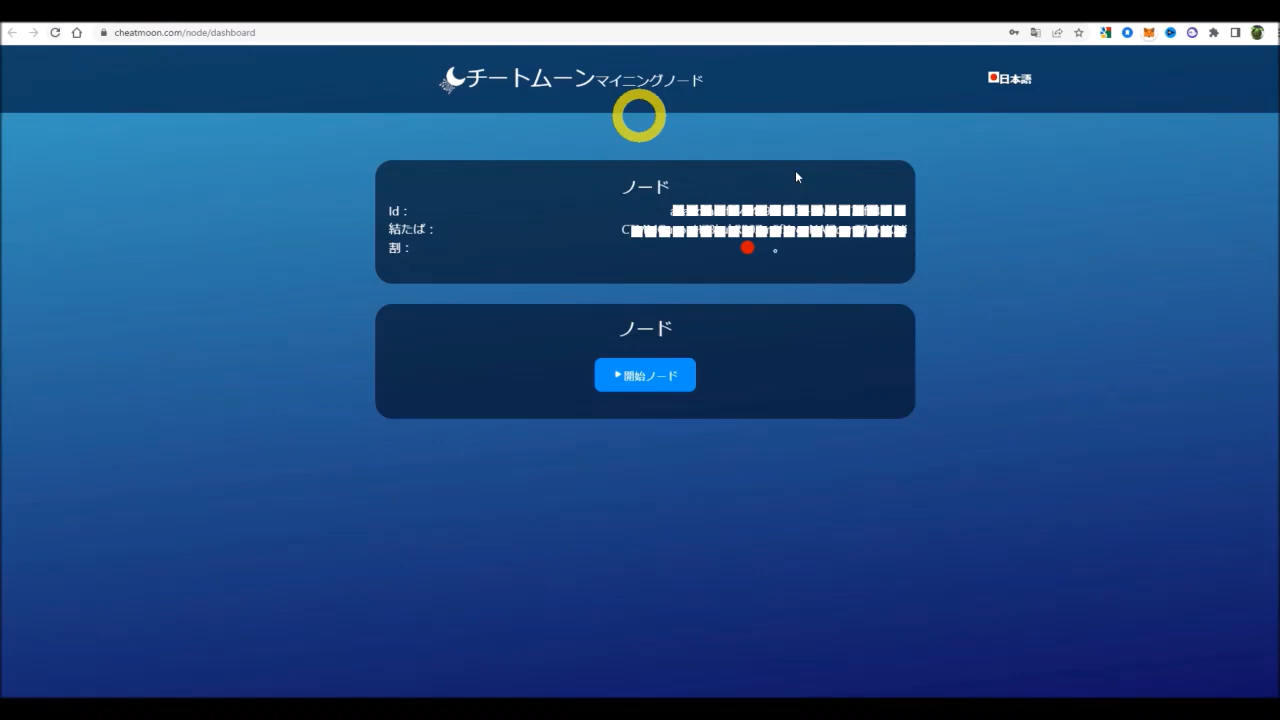 cheatmoon.com/node/dashboard
チートムーンマイニングノード
日本語
ノード
Id：
結たば：
割：
。
ノード
開始ノード